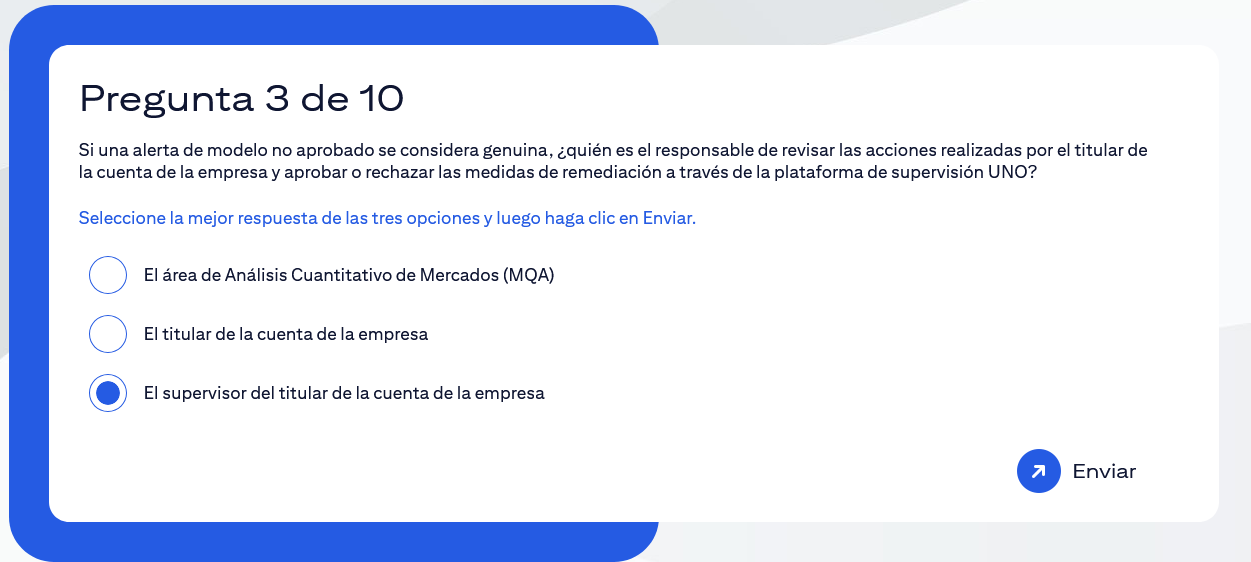 Pregunta 3 de 10
Si una alerta de modelo no aprobado se considera genuina, ¿quién es el responsable de revisar las acciones realizadas por el titular de
la cuenta de la empresa y aprobar o rechazar las medidas de remediación a través de la plataforma de supervisión UNO?
Seleccione la mejor respuesta de las tres opciones y luego haga clic en Enviar.
El área de Análisis Cuantitativo de Mercados (MQA)
El titular de la cuenta de la empresa
El supervisor del titular de la cuenta de la empresa
Enviar